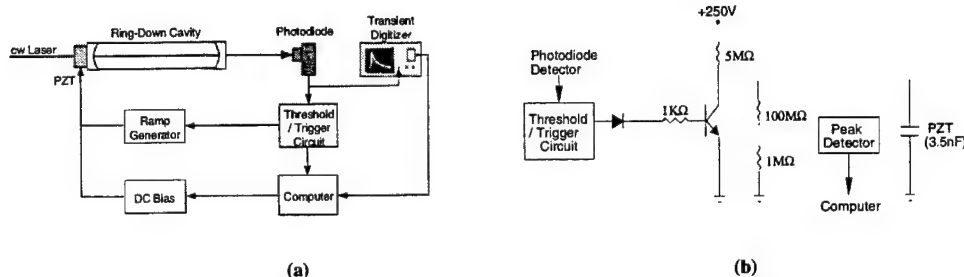 Ring-Down Cavity
Photodiode
Transient
Digitizer
cw Laser
PZT
Ramp
Generator
Threshold
/ Trigger
Circuit
DC Bias
Computer
(a)
+250V
5MΩ
Photodiode
Detector
1KΩ
Threshold
/ Trigger
Circuit
100MΩ
1MΩ
Peak
Detector
PZT
(3.5nF)
Computer
(b)